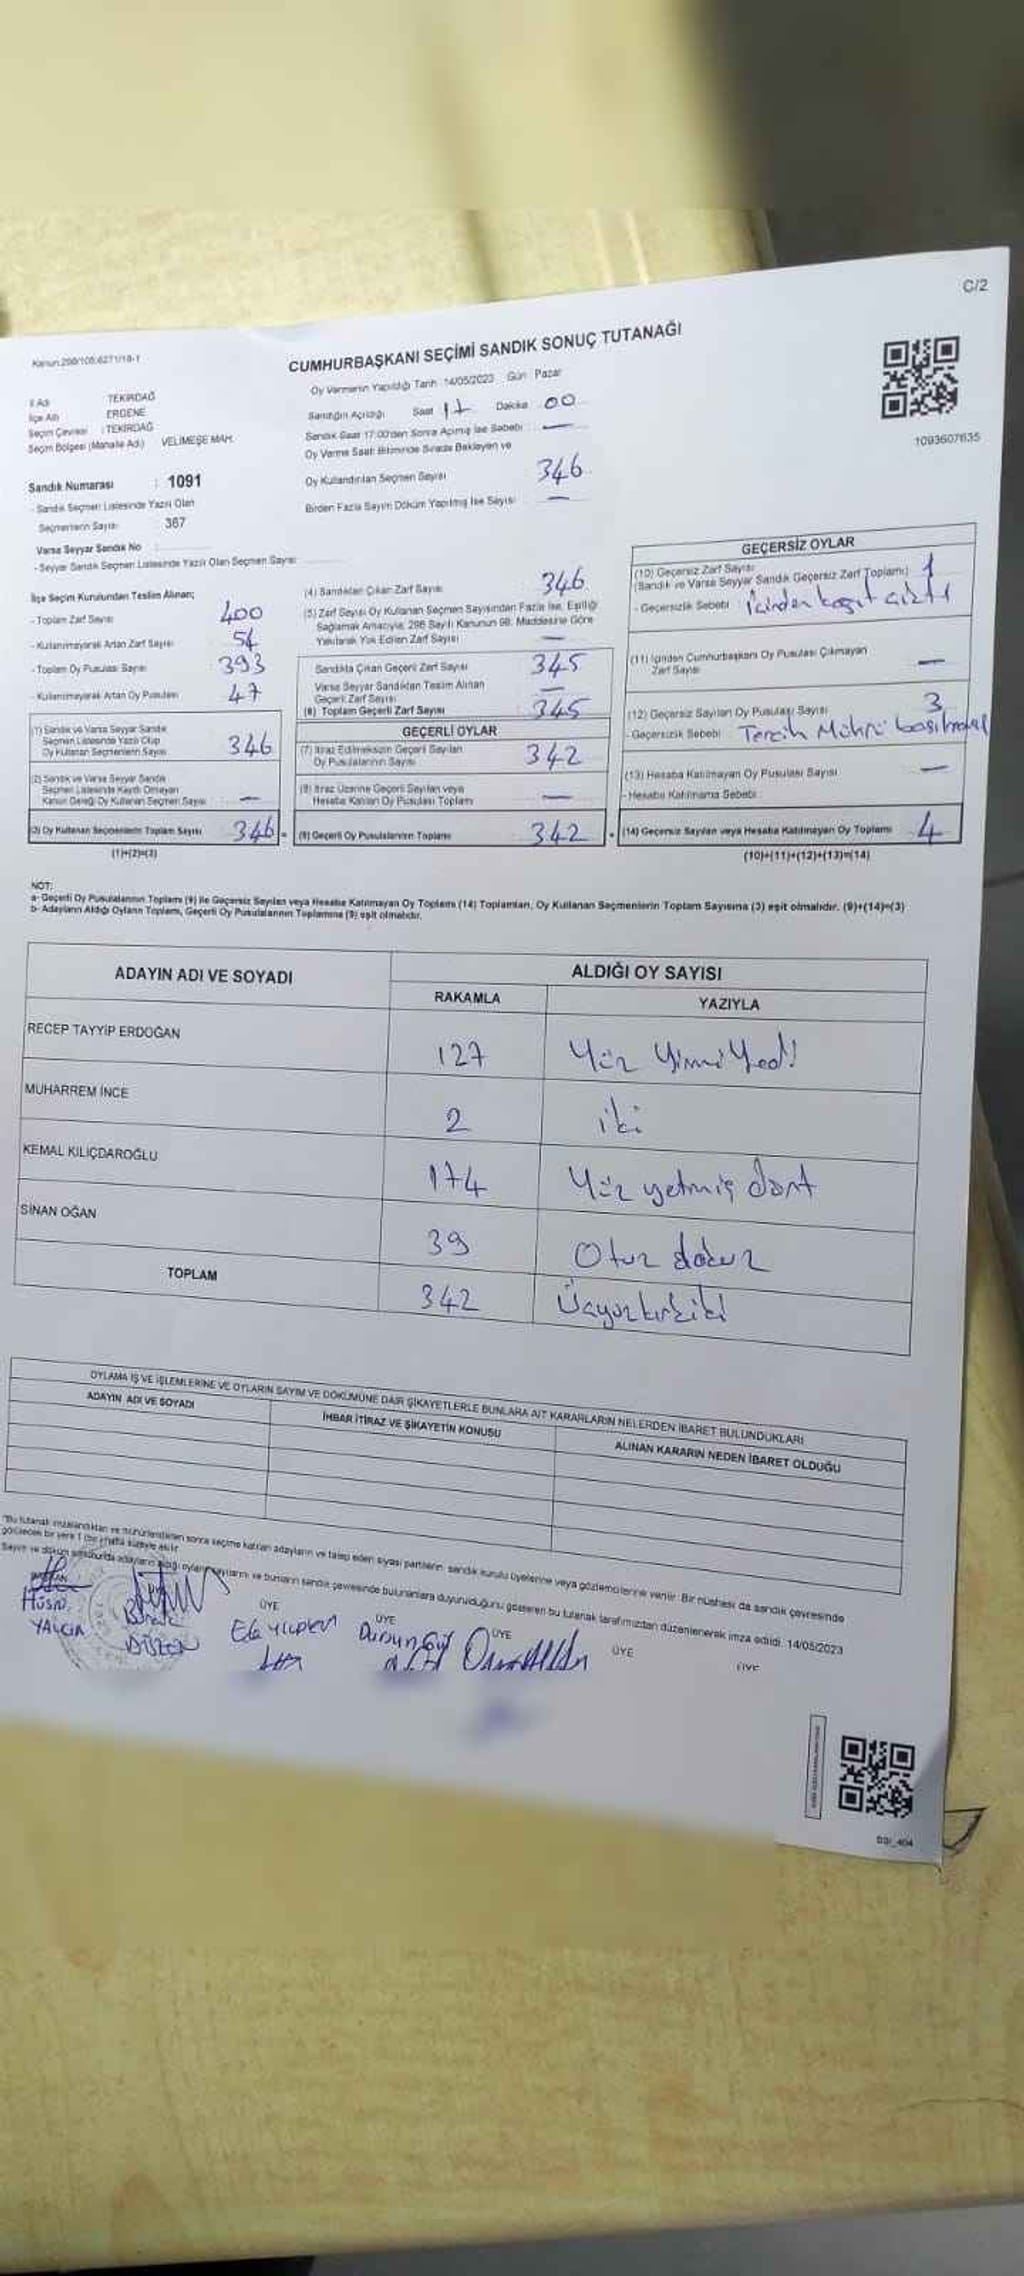 C/2
Kanun:298/105;6271/19-1
CUMHURBAŞKANI SEÇİMİ SANDIK SONUÇ TUTANAĞI
Oy Vermenin Yapıldığı Tarih 14/05/2023 Gün Pazar
İl Adı TEKİRDAĞ
İlçe Adı ERGENE
Seçim Çevresi : TEKİRDAĞ
Seçim Bölgesi (Mahalle Adı) VELİMEŞE MAH.
Sandık Numarası : 1091
- Sandık Seçmen Listesinde Yazılı Olan
Seçmenlerin Sayısı 367
Varsa Seyyar Sandık No
- Seyyar Sandık Seçmen Listesinde Yazılı Olan Seçmen Sayısı
Sandığın Açıldığı Saat 17 Dakika 00
Sandık Saat 17:00'den Sonra Açılmış İse Sebebi —
Oy Verme Saati Bitiminde Sırada Bekleyen ve
Oy Kullandırılan Seçmen Sayısı 346
Birden Fazla Sayım Döküm Yapılmış İse Sayısı —
1093607635
İlçe Seçim Kurulundan Teslim Alınan;
- Toplam Zarf Sayısı 400
- Kullanılmayarak Artan Zarf Sayısı 54
- Toplam Oy Pusulası Sayısı 393
- Kullanılmayarak Artan Oy Pusulası 47
(1) Sandık ve Varsa Seyyar Sandık
Seçmen Listesinde Yazılı Olup
Oy Kullanan Seçmenlerin Sayısı 346
(2) Sandık ve Varsa Seyyar Sandık
Seçmen Listesinde Kayıtlı Olmayan
Kanun Gereği Oy Kullanan Seçmen Sayısı —
(3) Oy Kullanan Seçmenlerin Toplam Sayısı 346
(1)+(2)=(3)
(4) Sandıktan Çıkan Zarf Sayısı 346
(5) Zarf Sayısı Oy Kullanan Seçmen Sayısından Fazla İse, Eşitliği
Sağlamak Amacıyla, 298 Sayılı Kanunun 98. Maddesine Göre
Yakılarak Yok Edilen Zarf Sayısı —
Sandıkta Çıkan Geçerli Zarf Sayısı 345
Varsa Seyyar Sandıktan Teslim Alınan
Geçerli Zarf Sayısı —
(6) Toplam Geçerli Zarf Sayısı 345
GEÇERLİ OYLAR
(7) İtiraz Edilmeksizin Geçerli Sayılan
Oy Pusulalarının Sayısı 342
(8) İtiraz Üzerine Geçerli Sayılan veya
Hesaba Katılan Oy Pusulası Toplamı —
(9) Geçerli Oy Pusulalarının Toplamı 342
GEÇERSİZ OYLAR
(10) Geçersiz Zarf Sayısı 1
(Sandık ve Varsa Seyyar Sandık Geçersiz Zarf Toplamı)
- Geçersizlik Sebebi : içinden kağıt çıktı
(11) İçinden Cumhurbaşkanı Oy Pusulası Çıkmayan
Zarf Sayısı —
(12) Geçersiz Sayılan Oy Pusulası Sayısı 3
- Geçersizlik Sebebi Tercih Mührü basılmadı
(13) Hesaba Katılmayan Oy Pusulası Sayısı —
- Hesaba Katılmama Sebebi
(14) Geçersiz Sayılan veya Hesaba Katılmayan Oy Toplamı 4
(10)+(11)+(12)+(13)=(14)
NOT:
a- Geçerli Oy Pusulalarının Toplamı (9) ile Geçersiz Sayılan veya Hesaba Katılmayan Oy Toplamı (14) Toplamları, Oy Kullanan Seçmenlerin Toplam Sayısına (3) eşit olmalıdır. (9)+(14)=(3)
b- Adayların Aldığı Oyların Toplamı, Geçerli Oy Pusulalarının Toplamına (9) eşit olmalıdır.
ADAYIN ADI VE SOYADI ALDIĞI OY SAYISI
RAKAMLA YAZIYLA
RECEP TAYYİP ERDOĞAN 127 Yüz Yirmi Yedi
MUHARREM İNCE 2 iki
KEMAL KILIÇDAROĞLU 174 Yüz yetmiş dört
SİNAN OĞAN 39 Otuz dokuz
TOPLAM 342 Üçyüzkırkiki
OYLAMA İŞ VE İŞLEMLERİNE VE OYLARIN SAYIM VE DÖKÜMÜNE DAİR ŞİKAYETLERLE BUNLARA AİT KARARLARIN NELERDEN İBARET BULUNDUKLARI
ADAYIN ADI VE SOYADI İHBAR İTİRAZ VE ŞİKAYETİN KONUSU ALINAN KARARIN NEDEN İBARET OLDUĞU
"Bu tutanak imzalandıktan ve mühürlendikten sonra seçime katılan adayların ve talep eden siyasi partilerin, sandık kurulu üyelerine veya gözlemcilerine verilir. Bir nüshası da sandık çevresinde
görülecek bir yere 1 (bir) hafta süreyle asılır.
Sayım ve döküm sonucunda adayların aldığı oyların sayılarını ve bunların sandık çevresinde bulunanlara duyurulduğunu gösteren bu tutanak tarafımızdan düzenlenerek imza edildi. 14/05/2023
ÜYE ÜYE ÜYE ÜYE ÜYE
YALÇIN